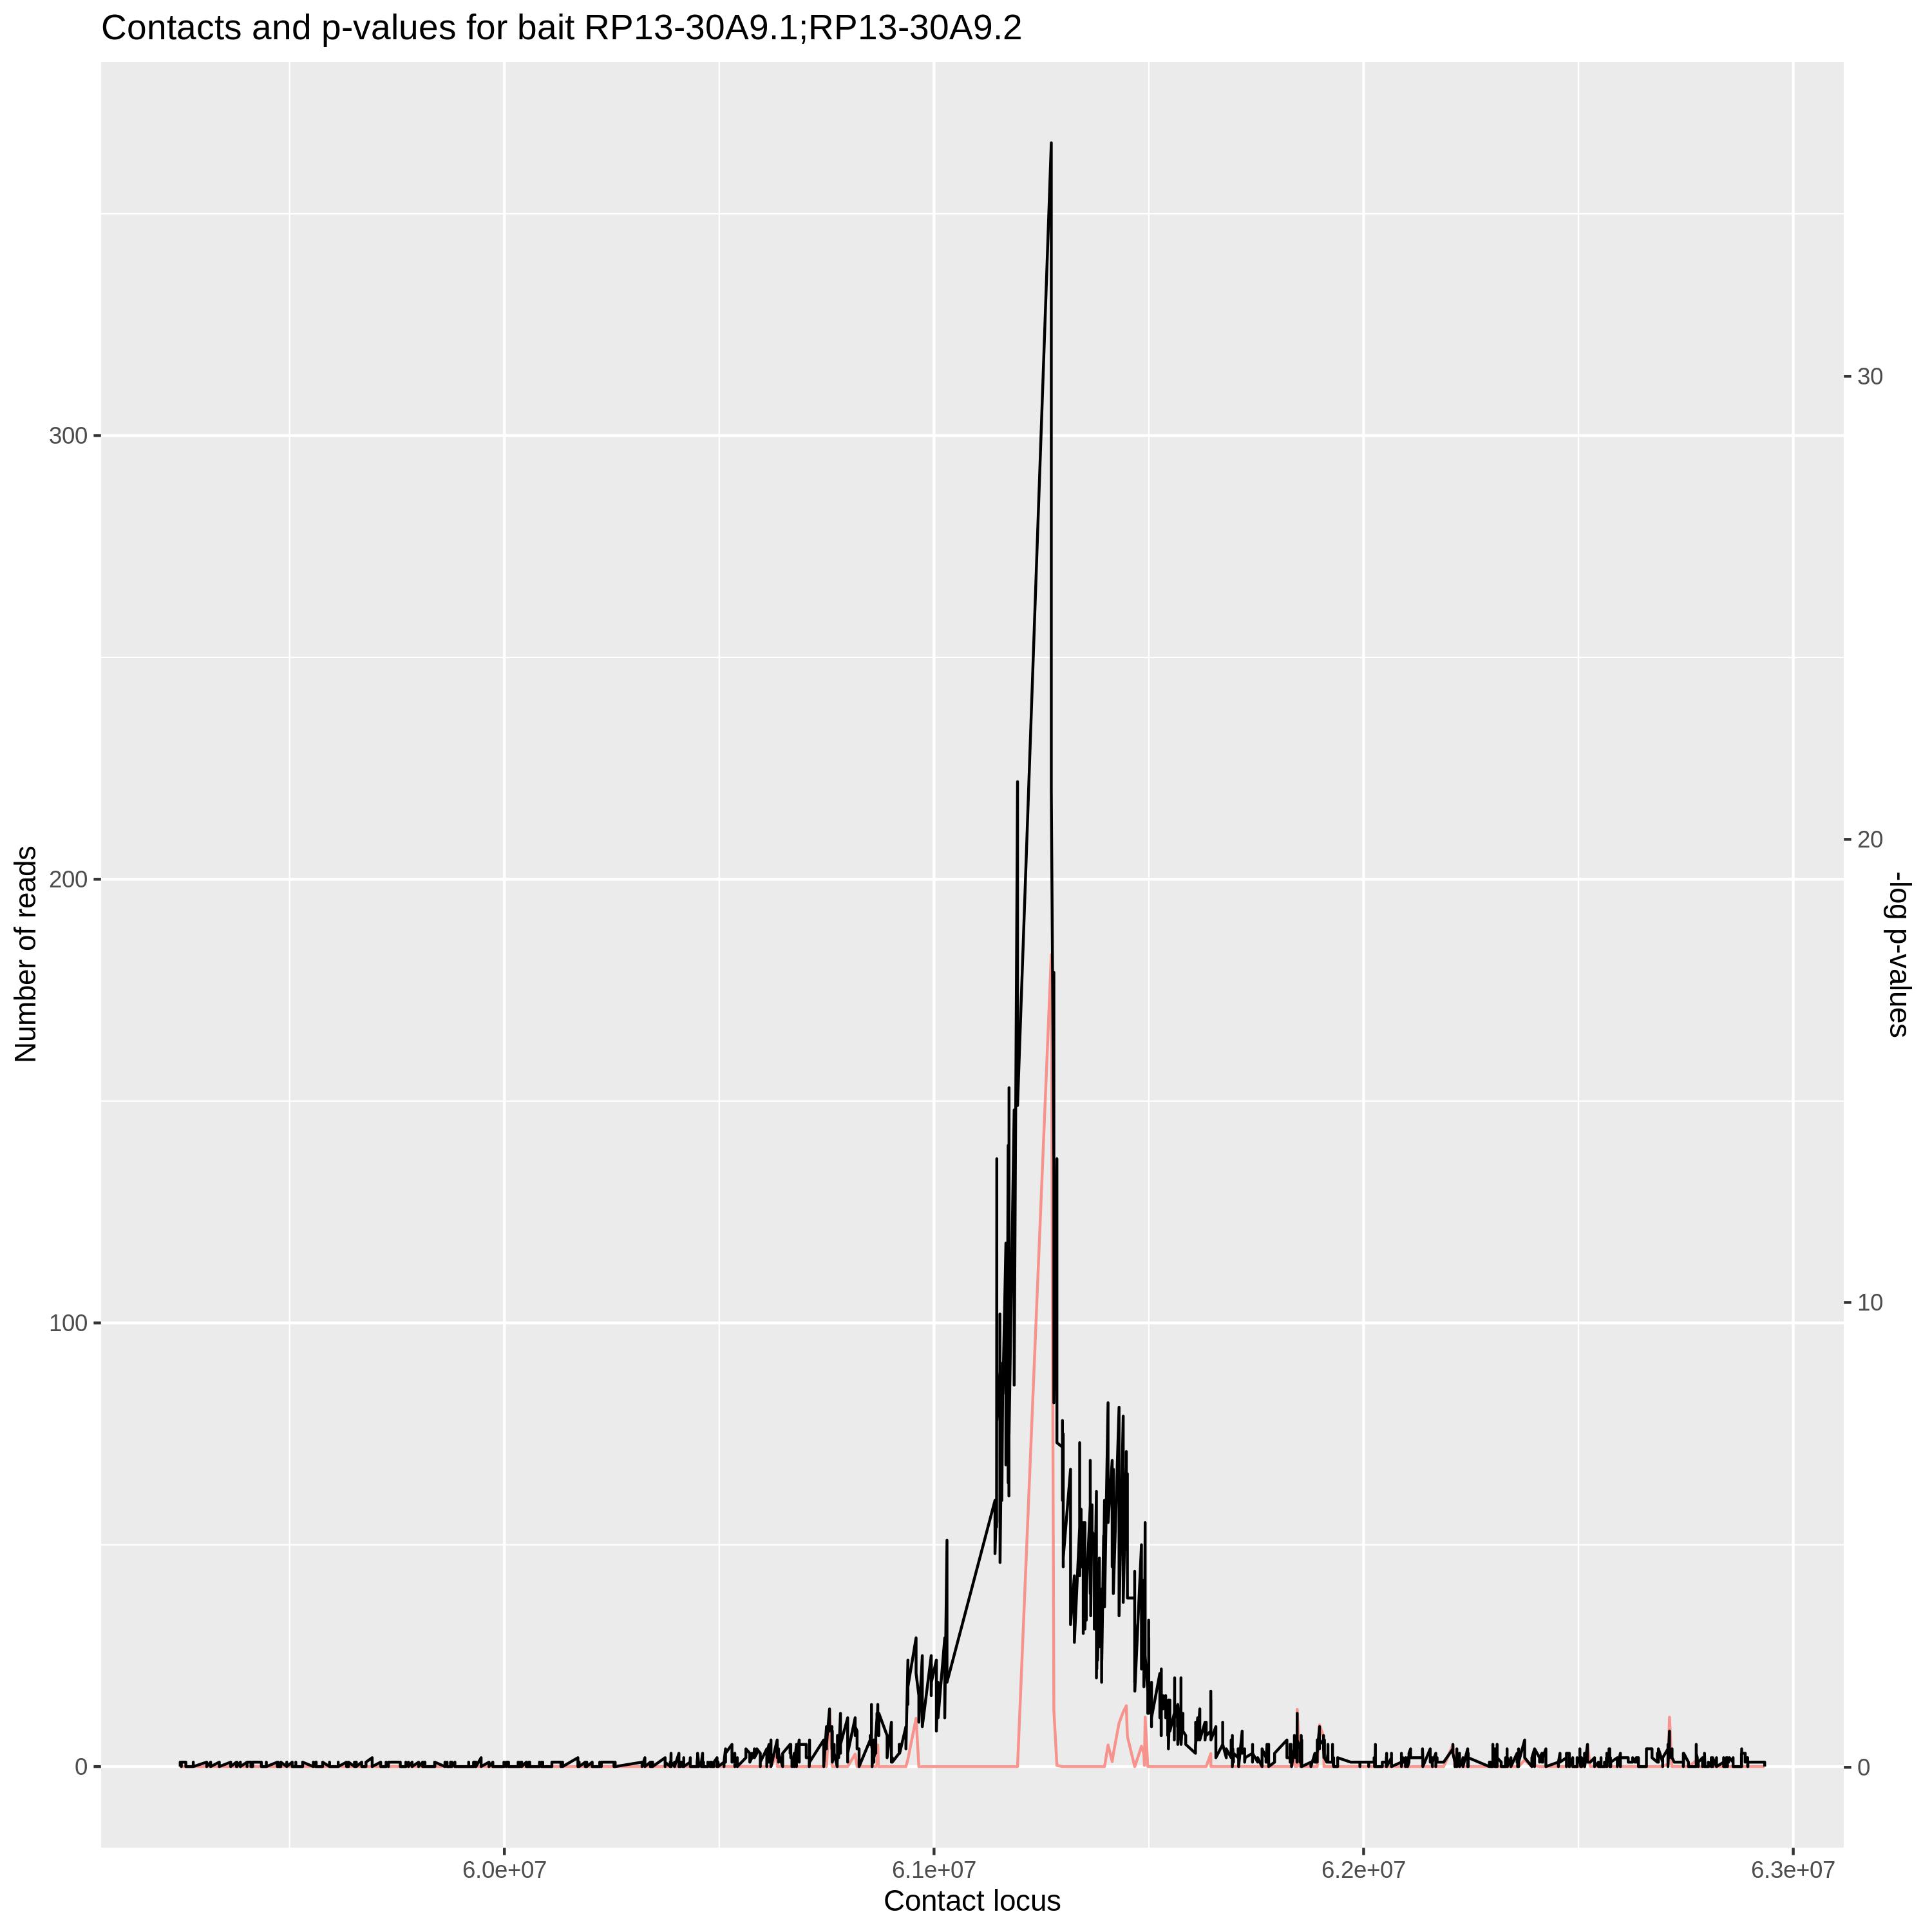 Contacts and p-values for bait RP13-30A9.1;RP13-30A9.2
Number of reads
300
200
100
0
30
20
10
0
-log p-values
6.0e+07
6.1e+07
6.2e+07
6.3e+07
Contact locus